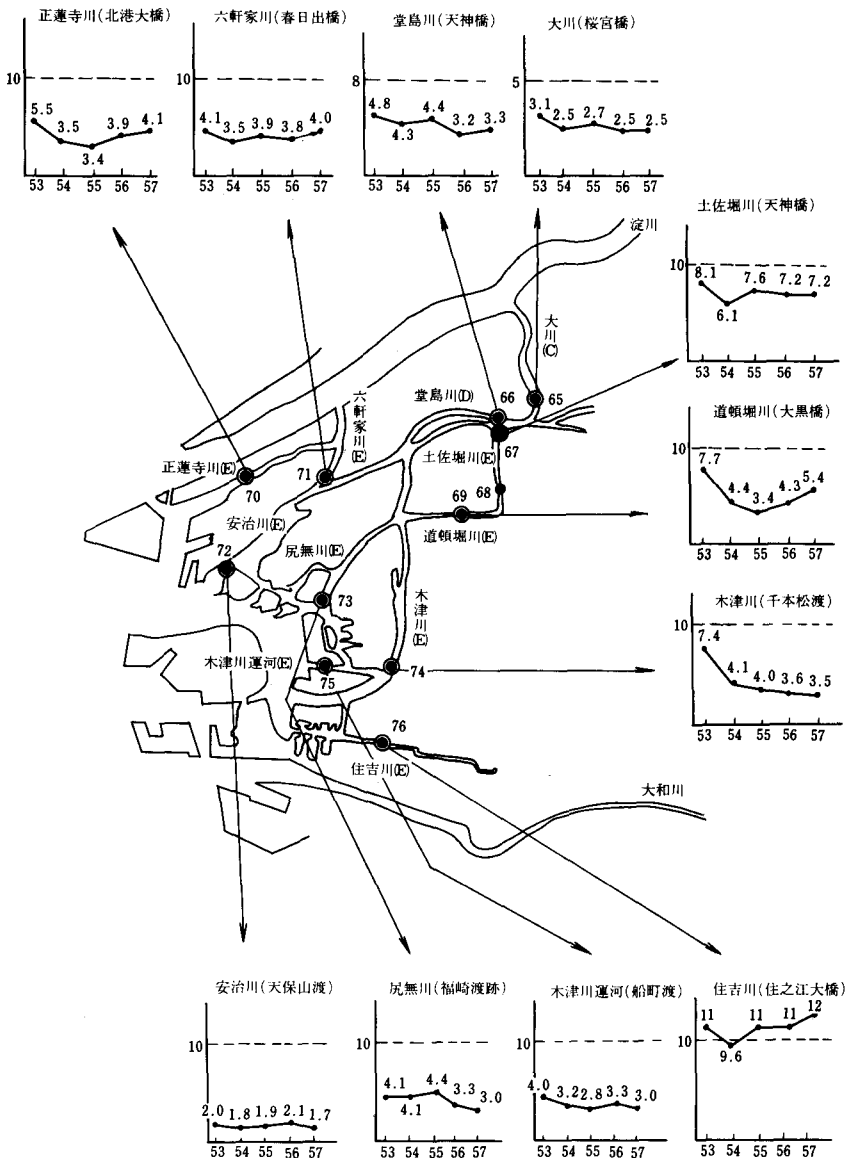 正蓮寺川(北港大橋)
10
5.5 3.5 3.4 3.9 4.1
53 54 55 56 57
六軒家川(春日出橋)
10
4.1 3.5 3.9 3.8 4.0
53 54 55 56 57
堂島川(天神橋)
8
4.8 4.3 4.4 3.2 3.3
53 54 55 56 57
大川(桜宮橋)
5
3.1 2.5 2.7 2.5 2.5
53 54 55 56 57
土佐堀川(天神橋)
10
8.1 6.1 7.6 7.2 7.2
53 54 55 56 57
道頓堀川(大黒橋)
10
7.7 4.4 3.4 4.3 5.4
53 54 55 56 57
木津川(千本松渡)
10
7.4 4.1 4.0 3.6 3.5
53 54 55 56 57
淀川
大川(C)
六軒家川(E)
堂島川(D)
66
65
正蓮寺川(E)
土佐堀川(E)
67
71
70
68
69
安治川(E)
道頓堀川(E)
尻無川(E)
72
73
木津川(E)
木津川運河(E)
75
74
76
住吉川(E)
大和川
安治川(天保山渡)
10
2.0 1.8 1.9 2.1 1.7
53 54 55 56 57
尻無川(福崎渡跡)
10
4.1 4.1 4.4 3.3 3.0
53 54 55 56 57
木津川運河(船町渡)
10
4.0 3.2 2.8 3.3 3.0
53 54 55 56 57
住吉川(住之江大橋)
10
11 9.6 11 11 12
53 54 55 56 57